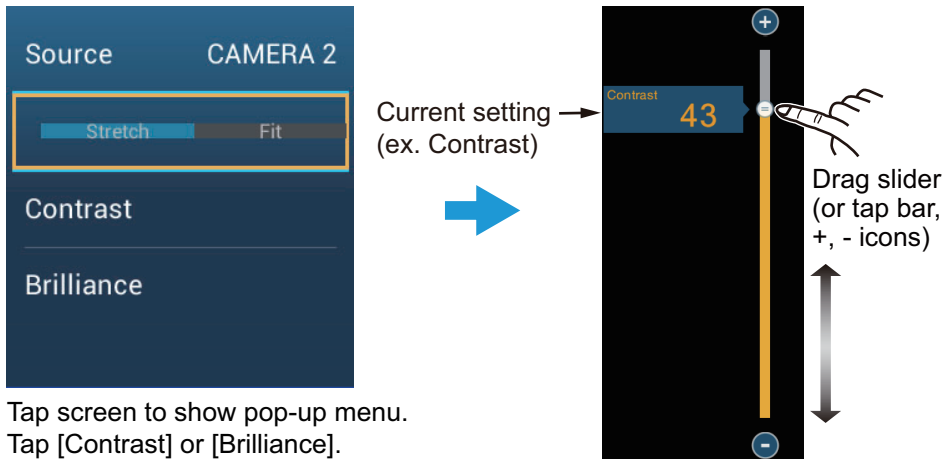 Source CAMERA 2
Stretch Fit
Contrast
Brilliance
Tap screen to show pop-up menu.
Tap [Contrast] or [Brilliance].
Current setting
(ex. Contrast)
+
Contrast
43
=
-
Drag slider
(or tap bar,
+, - icons)